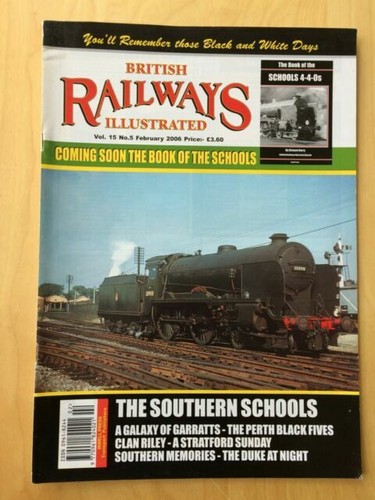 You'll Remember those Black and White Days
BRITISH
RAILWAYS
ILLUSTRATED
Vol. 15 No.5 February 2006 Price:- £3.60
The Book of the
SCHOOLS 4-4-0s
COMING SOON THE BOOK OF THE SCHOOLS
THE SOUTHERN SCHOOLS
A GALAXY OF GARRATTS - THE PERTH BLACK FIVES
CLAN RILEY - A STRATFORD SUNDAY
SOUTHERN MEMORIES - THE DUKE AT NIGHT